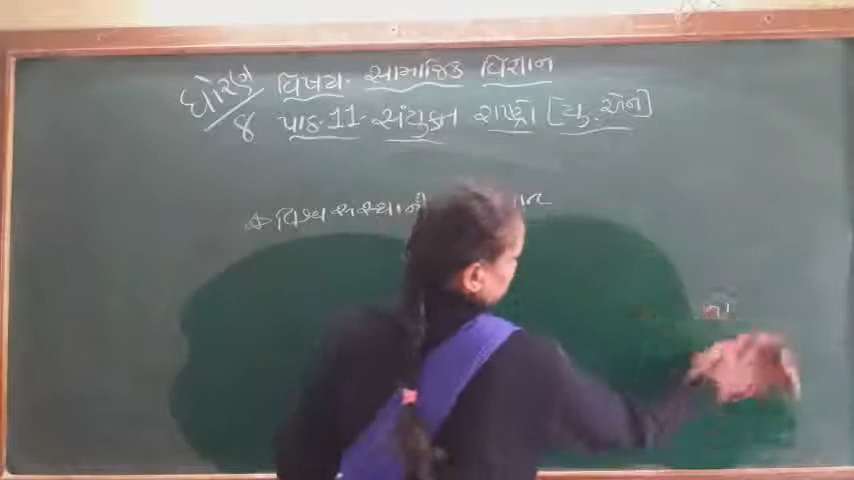 ધોરણ 8 વિષય. સામાજિક વિજ્ઞાન
પાઠ. 11. સંયુક્ત રાષ્ટ્રો [યુ. એન]
વિશ્વ સંસ્થાની